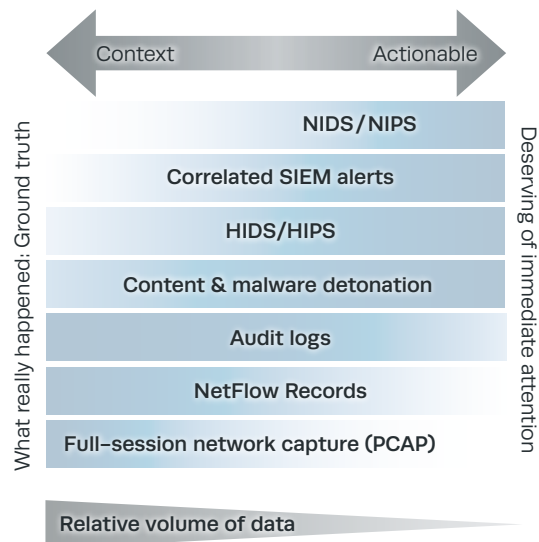 Context
Actionable
What really happened: Ground truth
NIDS/NIPS
Correlated SIEM alerts
HIDS/HIPS
Content & malware detonation
Audit logs
NetFlow Records
Full-session network capture (PCAP)
Deserving of immediate attention
Relative volume of data